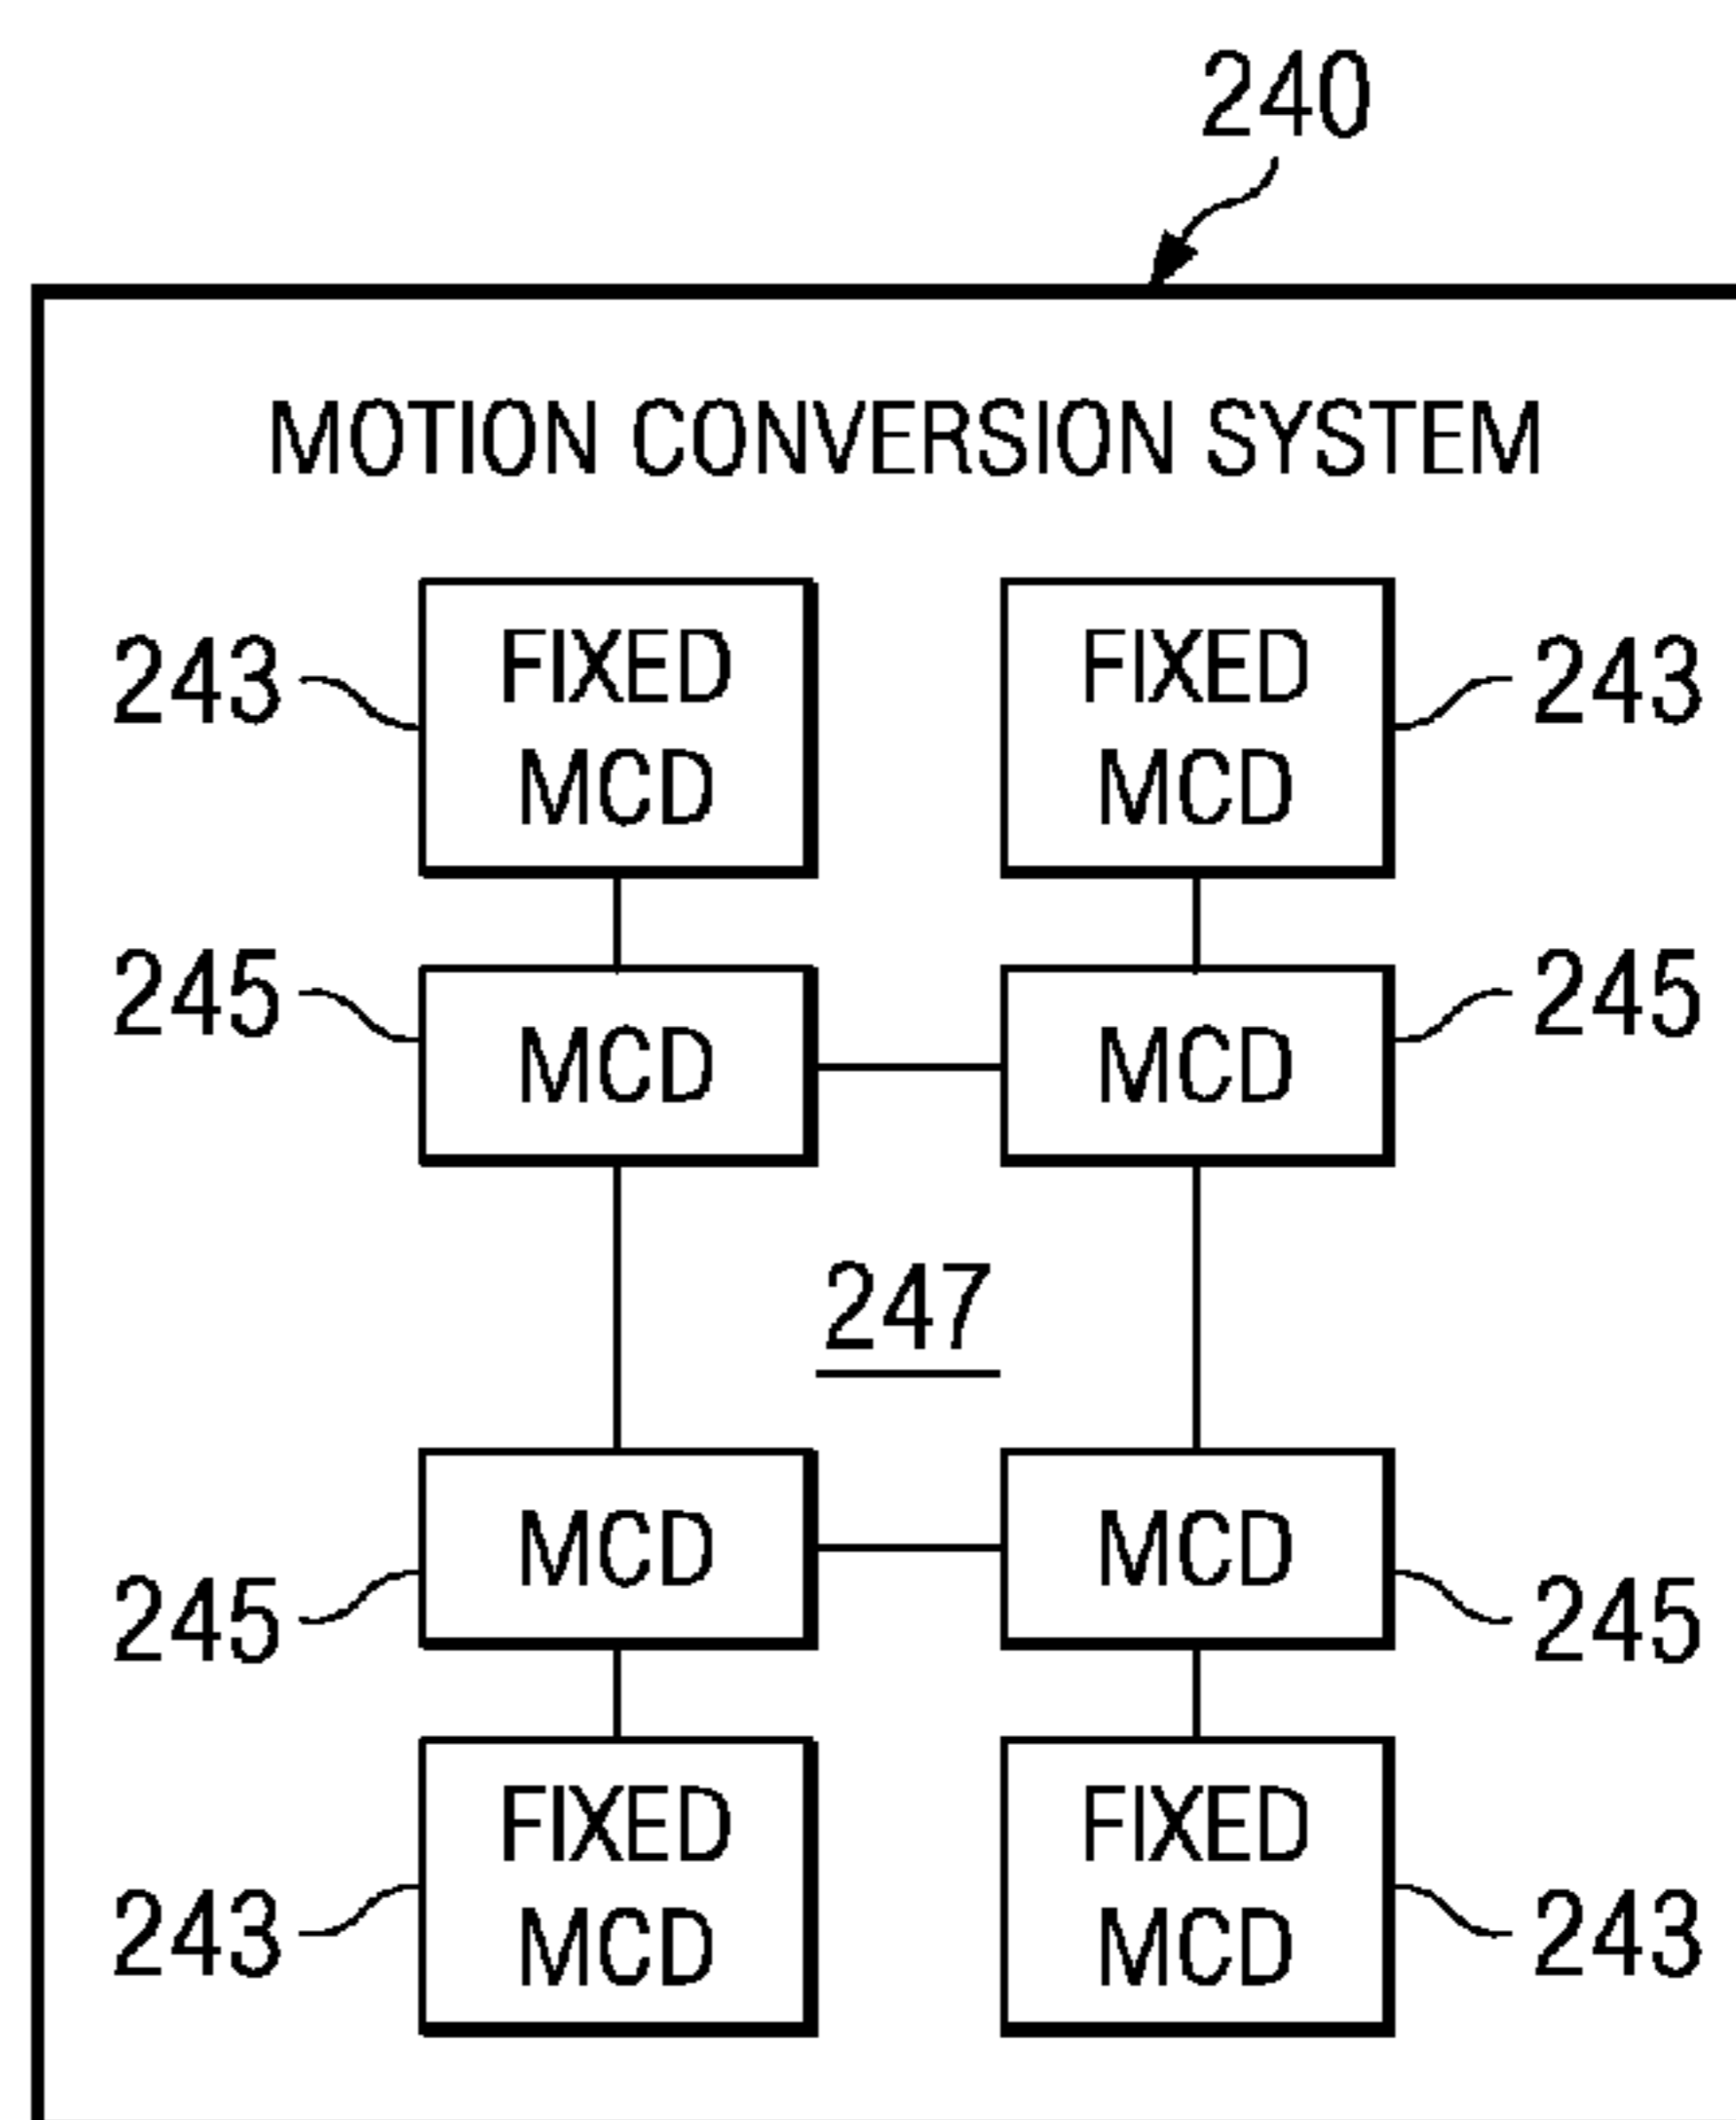 240
MOTION CONVERSION SYSTEM
243 FIXED MCD FIXED MCD 243
245 MCD MCD 245
247
245 MCD MCD 245
243 FIXED MCD FIXED MCD 243